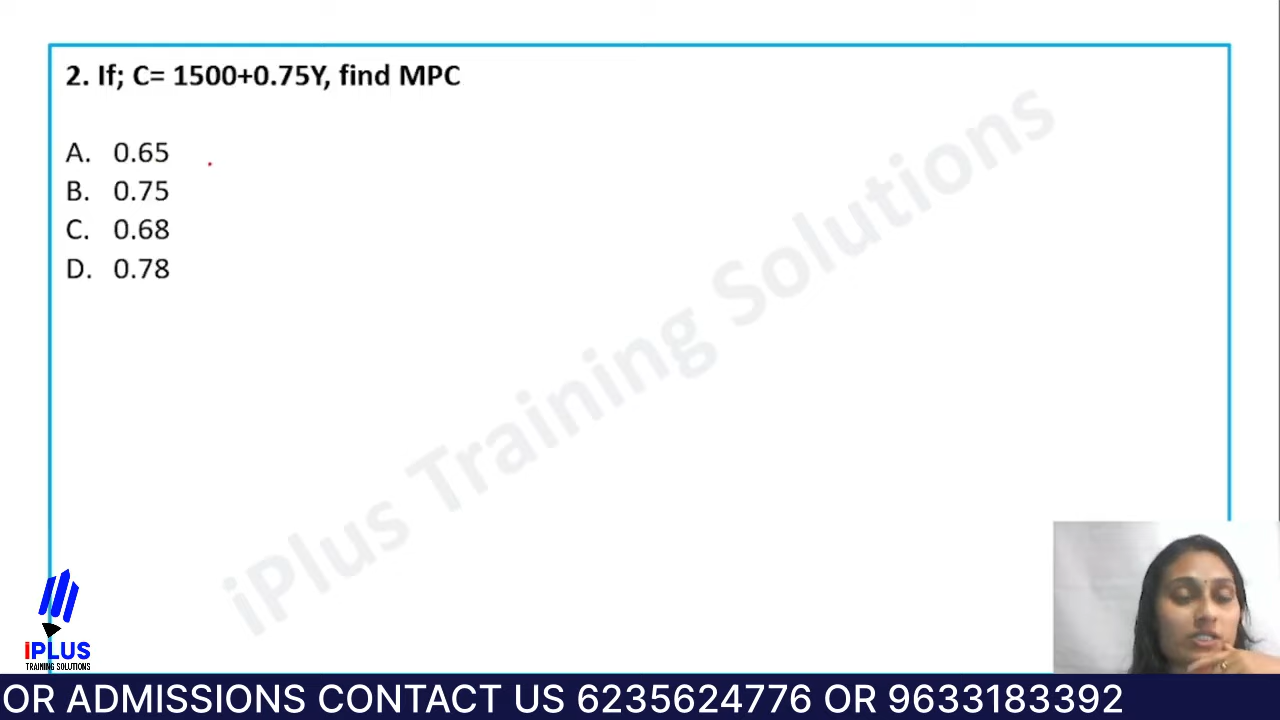 2. If; C= 1500+0.75Y, find MPC
A. 0.65
B. 0.75
C. 0.68
D. 0.78
iPlus Training Solutions
iPLUS
TRAINING SOLUTIONS
OR ADMISSIONS CONTACT US 6235624776 OR 9633183392